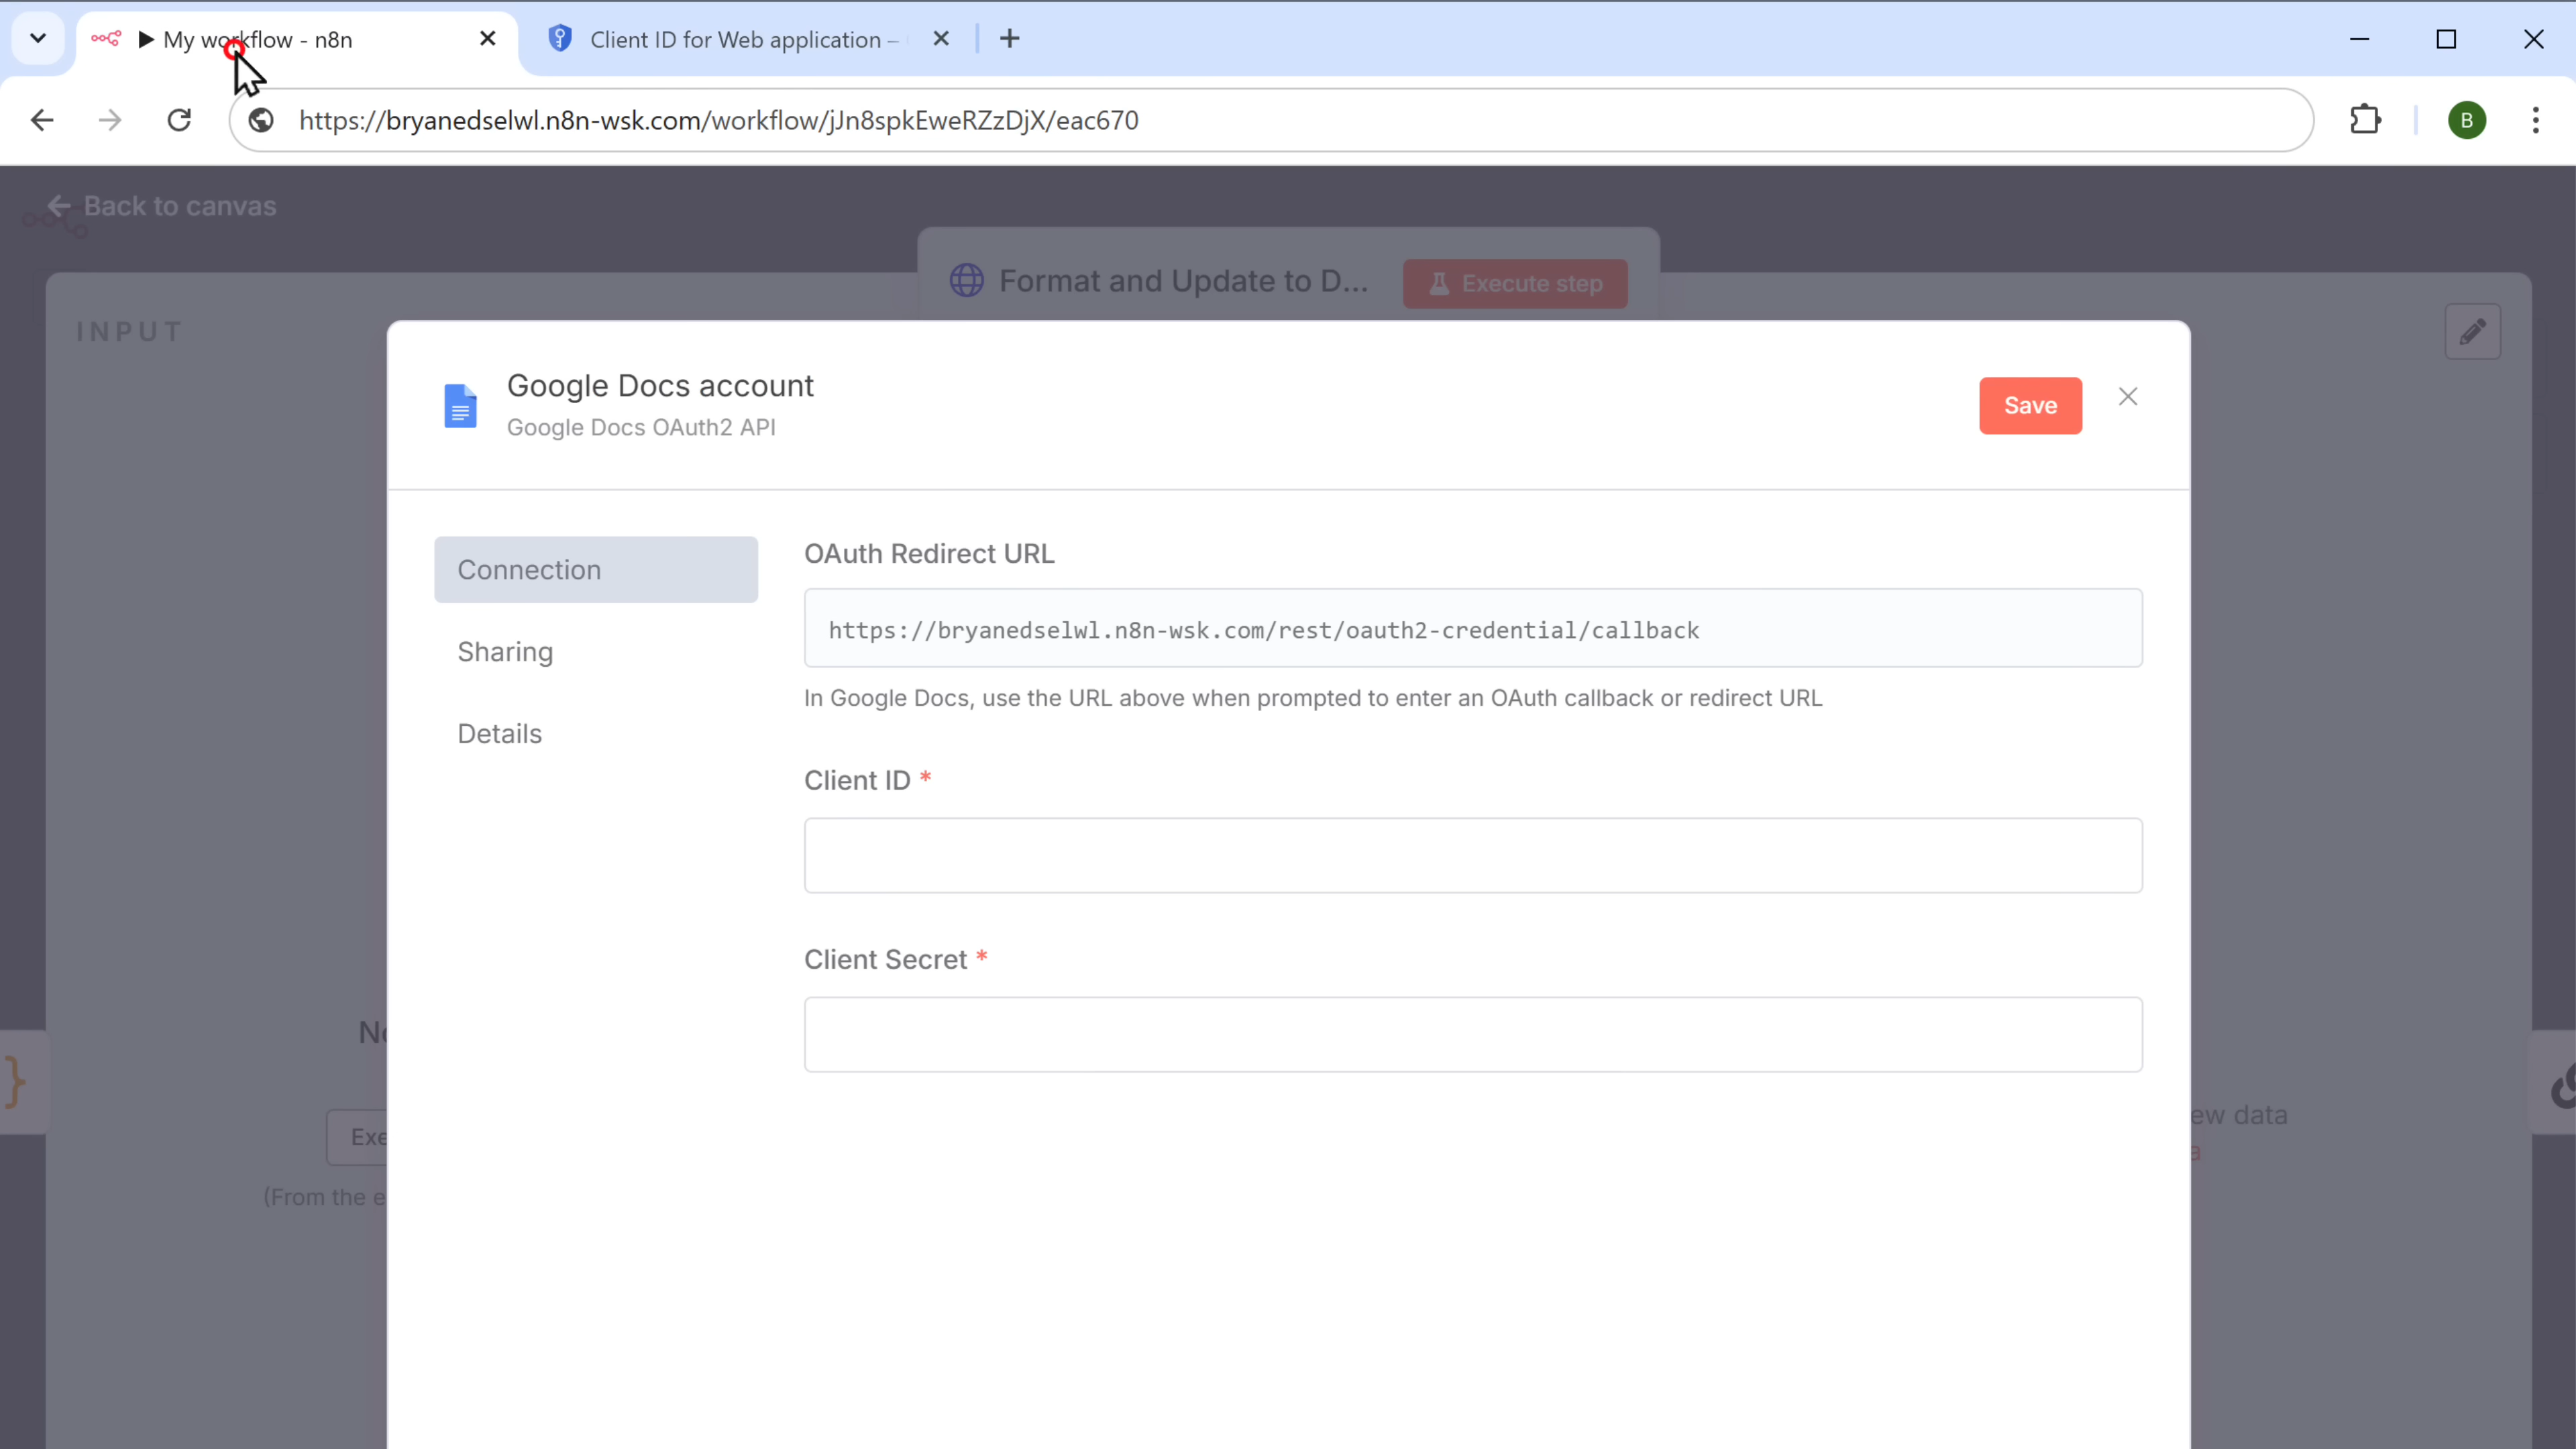 ▶ My workflow - n8n
Client ID for Web application –
https://bryanedselwl.n8n-wsk.com/workflow/jJn8spkEweRZzDjX/eac670
B
Back to canvas
Format and Update to D...
Execute step
INPUT
Google Docs account
Google Docs OAuth2 API
Save
Connection
Sharing
Details
OAuth Redirect URL
https://bryanedselwl.n8n-wsk.com/rest/oauth2-credential/callback
In Google Docs, use the URL above when prompted to enter an OAuth callback or redirect URL
Client ID *
Client Secret *
Exe
(From the e
ew data